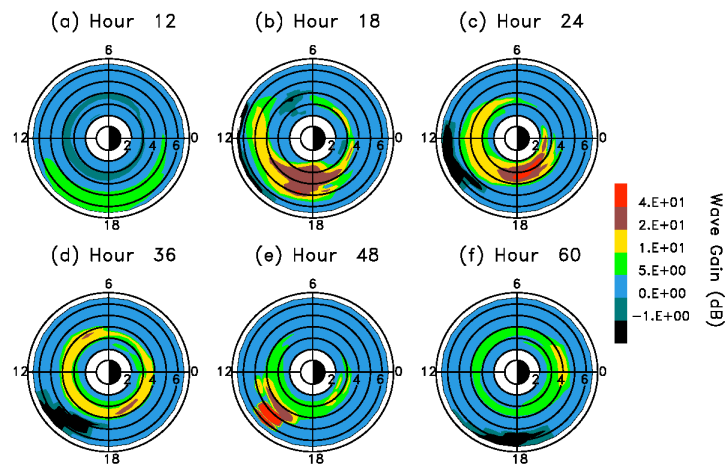 (a) Hour 12 (b) Hour 18 (c) Hour 24
6 6 6
12 2 4 6 0 12 2 4 6 0 12 2 4 6 0
18 18 18
4.E+01
2.E+01
1.E+01
5.E+00
0.E+00
-1.E+00
Wave Gain (dB)
(d) Hour 36 (e) Hour 48 (f) Hour 60
6 6 6
12 2 4 6 0 12 2 4 6 0 12 2 4 6 0
18 18 18